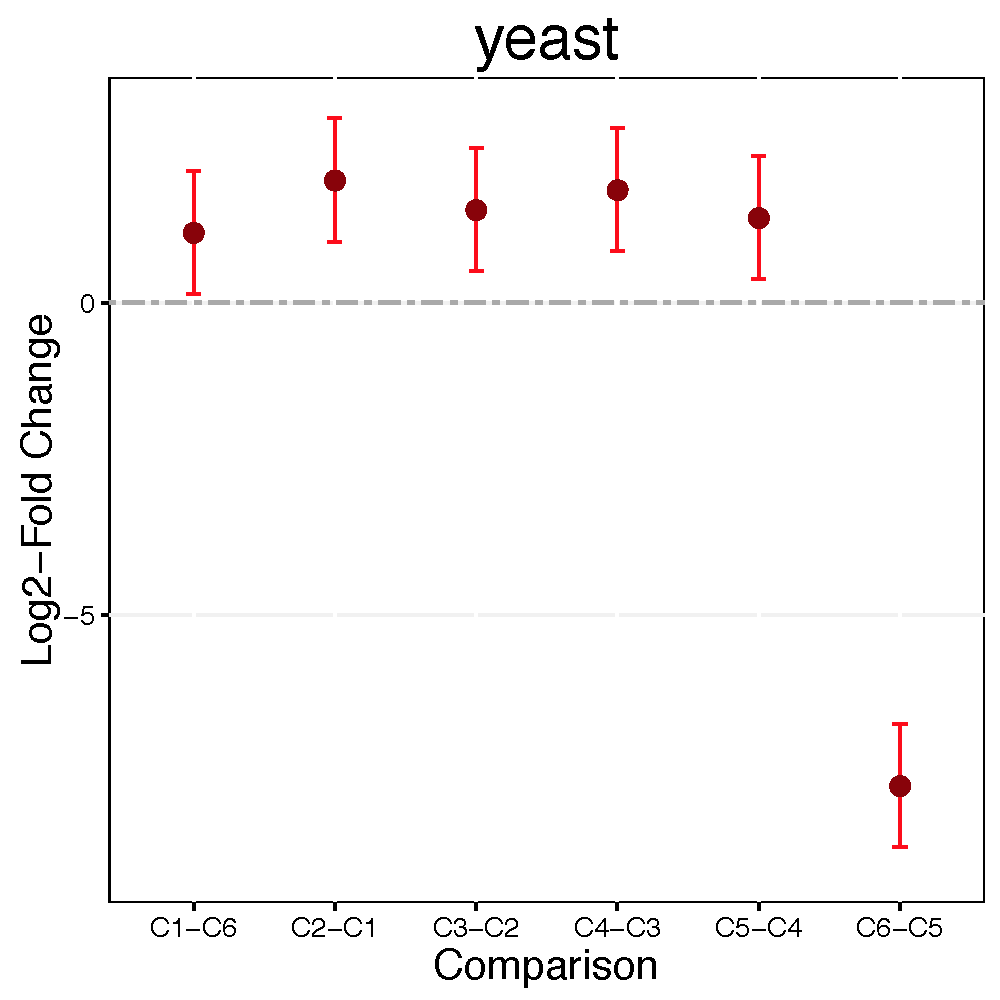 yeast
Log2-Fold Change
0
-5
C1-C6 C2-C1 C3-C2 C4-C3 C5-C4 C6-C5
Comparison